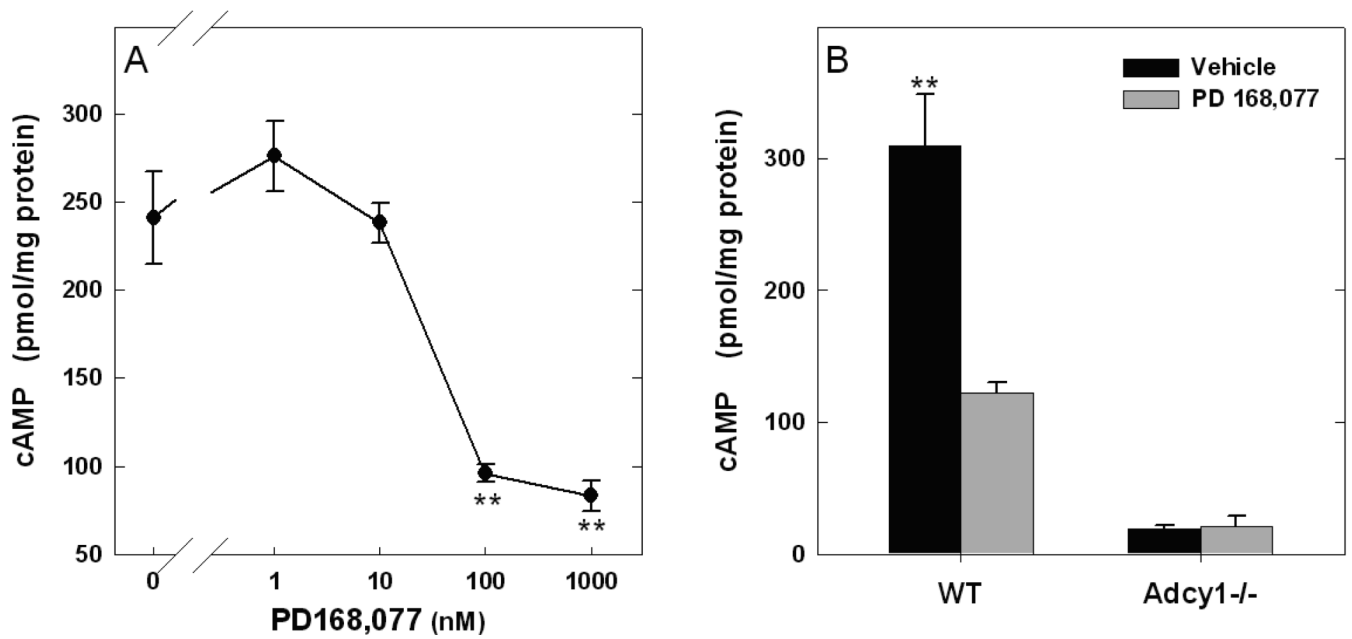 A
cAMP (pmol/mg protein)
300
250
200
150
100
50
**
**
0 1 10 100 1000
PD168,077 (nM)
B
Vehicle
PD 168,077
**
cAMP (pmol/mg protein)
300
200
100
0
WT Adcy1-/-